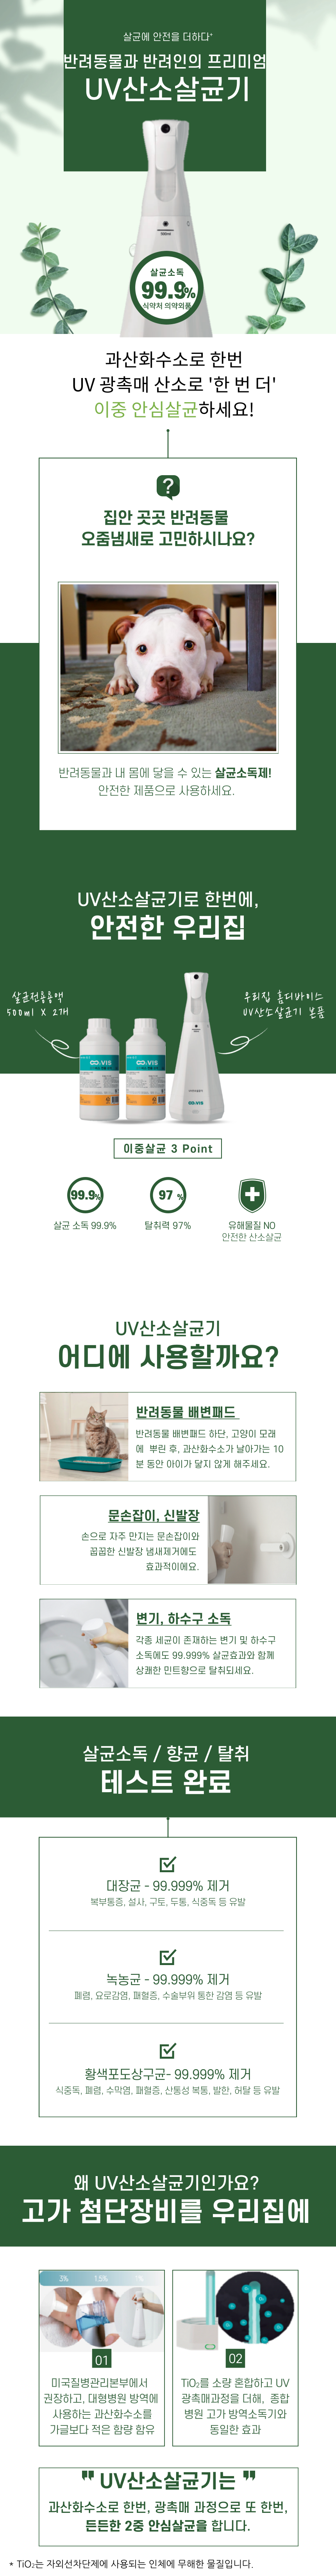 살균에 안전을 더하다*
반려동물과 반려인의 프리미엄
UV산소살균기
500ml
살균소독
99.9%
식약처 의약외품
과산화수소로 한번
UV 광촉매 산소로 '한 번 더'
이중 안심살균하세요!
?
집안 곳곳 반려동물
오줌냄새로 고민하시나요?
반려동물과 내 몸에 닿을 수 있는 살균소독제!
안전한 제품으로 사용하세요.
UV산소살균기로 한번에,
안전한 우리집
살균전용용액
500ml X 2개
우리집 홈디바이스
UV산소살균기 본품
VIS
VIS
VIS
이중살균 3 Point
99.9%
97 %
살균 소독 99.9%
탈취력 97%
유해물질 NO
안전한 산소살균
UV산소살균기
어디에 사용할까요?
반려동물 배변패드
반려동물 배변패드 하단, 고양이 모래
에 뿌린 후, 과산화수소가 날아가는 10
분 동안 아이가 닿지 않게 해주세요.
문손잡이, 신발장
손으로 자주 만지는 문손잡이와
꿉꿉한 신발장 냄새제거에도
효과적이에요.
변기, 하수구 소독
각종 세균이 존재하는 변기 및 하수구
소독에도 99.999% 살균효과와 함께
상쾌한 민트향으로 탈취되세요.
살균소독 / 향균 / 탈취
테스트 완료
대장균 - 99.999% 제거
복부통증, 설사, 구토, 두통, 식중독 등 유발
녹농균 - 99.999% 제거
폐렴, 요로감염, 패혈증, 수술부위 통한 감염 등 유발
황색포도상구균- 99.999% 제거
식중독, 폐렴, 수막염, 패혈증, 산통성 복통, 발한, 허탈 등 유발
왜 UV산소살균기인가요?
고가 첨단장비를 우리집에
3%
1.5%
1%
01
미국질병관리본부에서
권장하고, 대형병원 방역에
사용하는 과산화수소를
가글보다 적은 함량 함유
02
TiO₂를 소량 혼합하고 UV
광촉매과정을 더해, 종합
병원 고가 방역소독기와
동일한 효과
" UV산소살균기는 "
과산화수소로 한번, 광촉매 과정으로 또 한번,
든든한 2중 안심살균을 합니다.
* TiO₂는 자외선차단제에 사용되는 인체에 무해한 물질입니다.